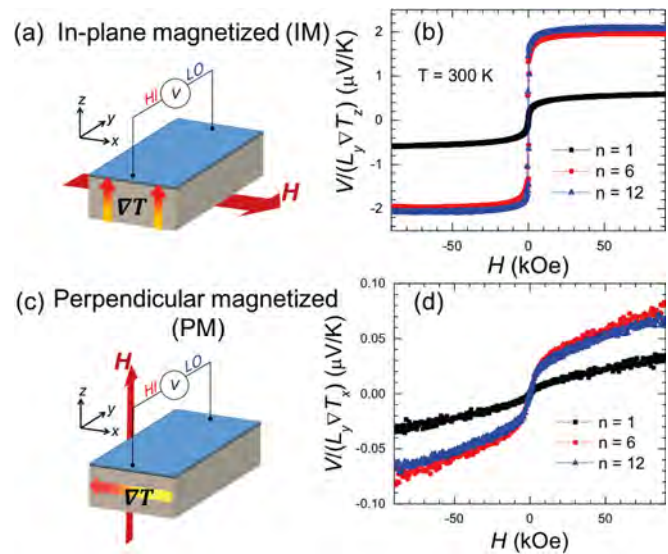 (a) In-plane magnetized (IM)
z
y
x
HI
V
LO
H
∇T
(b)
V/(L_y ∇T_z) (μV/K)
2
1
0
-1
-2
T = 300 K
n = 1
n = 6
n = 12
-50
0
50
H (kOe)
(c) Perpendicular magnetized
(PM)
H
z
y
x
HI
V
LO
∇T
(d)
V/(L_y ∇T_x) (μV/K)
0.10
0.05
0.00
-0.05
-0.10
n = 1
n = 6
n = 12
-50
0
50
H (kOe)